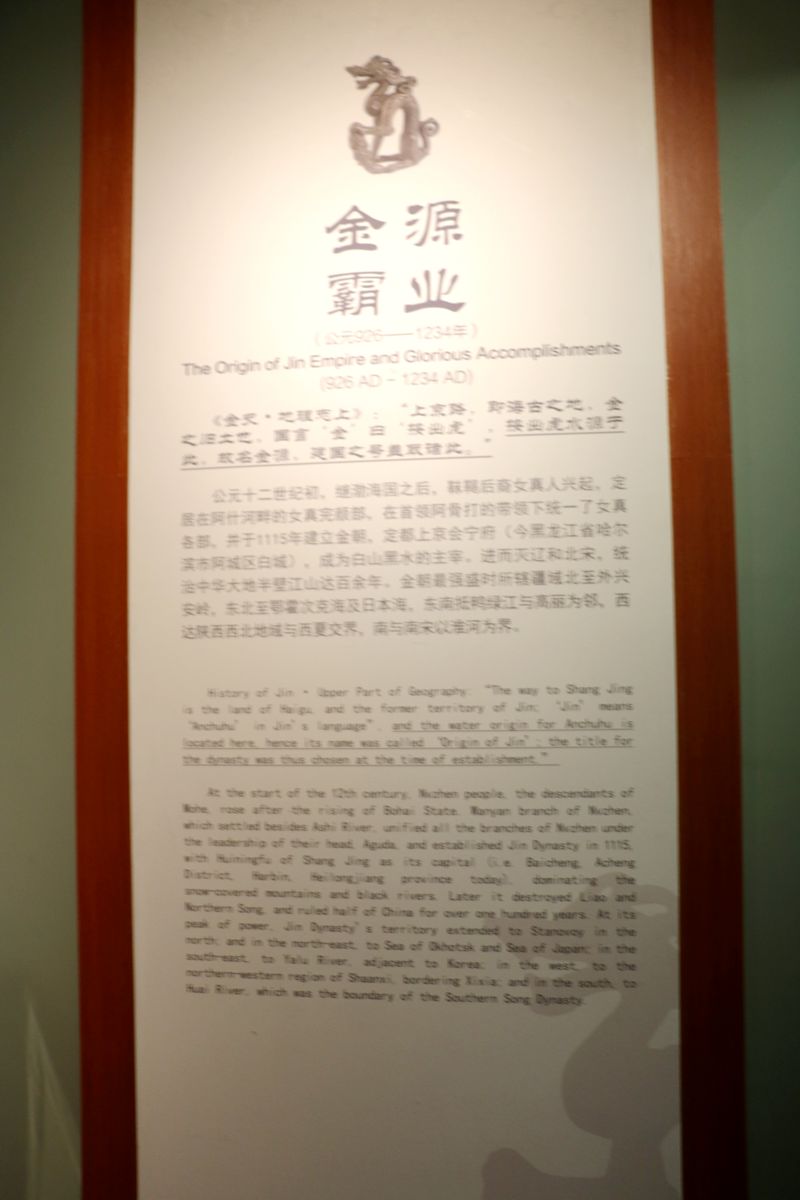 金源
霸业
(公元926——1234年)
The Origin of Jin Empire and Glorious Accomplishments
(926 AD - 1234 AD)
《金史·地理志上》：“上京路，即海古之地，金
之旧土也，国言‘金’曰‘按出虎’，按出虎水源于
此，故名金源，建国之号盖取诸此。”
公元十二世纪初，继渤海国之后，靺鞨后裔女真人兴起，定
居在阿什河畔的女真完颜部，在首领阿骨打的带领下统一了女真
各部，并于1115年建立金朝，定都上京会宁府（今黑龙江省哈尔
滨市阿城区白城），成为白山黑水的主宰，进而灭辽和北宋，统
治中华大地半壁江山达百余年。金朝最强盛时所辖疆域北至外兴
安岭，东北至鄂霍次克海及日本海，东南抵鸭绿江与高丽为邻，西
达陕西西北地域与西夏交界，南与南宋以淮河为界。
History of Jin · Upper Part of Geography: “The way to Shang Jing
is the land of Haigu, and the former territory of Jin; ‘Jin’ means
‘Anchuhu’ in Jin’s language”, and the water origin for Anchuhu is
located here, hence its name was called ‘Origin of Jin’; the title for
the dynasty was thus chosen at the time of establishment.”
At the start of the 12th century, Nvzhen people, the descendants of
Mohe, rose after the rising of Bohai State. Wanyan branch of Nvzhen,
which settled besides Ashi River, unified all the branches of Nvzhen under
the leadership of their head, Aguda, and established Jin Dynasty in 1115,
with Huiningfu of Shang Jing as its capital (i.e. Baicheng, Acheng
District, Harbin, Heilongjiang province today), dominating the
snow-covered mountains and black rivers. Later it destroyed Liao and
Northern Song, and ruled half of China for over one hundred years. At its
peak of power, Jin Dynasty’s territory extended to Stanovoy in the
north; and in the north-east, to Sea of Okhotsk and Sea of Japan; in the
south-east, to Yalu River, adjacent to Korea; in the west, to the
northern-western region of Shaanxi, bordering Xixia; and in the south, to
Huai River, which was the boundary of the Southern Song Dynasty.